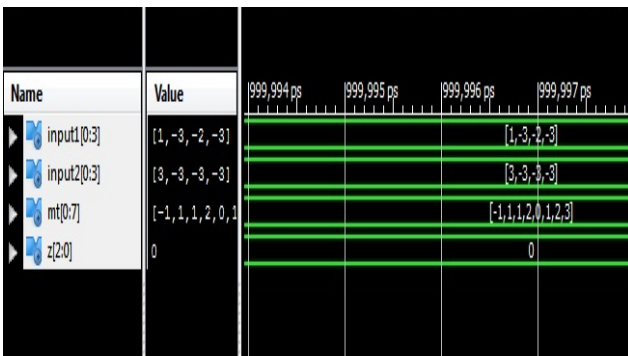 Name Value 999,994 ps 999,995 ps 999,996 ps 999,997 ps
input1[0:3] [1,-3,-2,-3] [1,-3,-2,-3]
input2[0:3] [3,-3,-3,-3] [3,-3,-3,-3]
mt[0:7] [-1,1,1,2,0,1 [-1,1,1,2,0,1,2,3]
z[2:0] 0 0